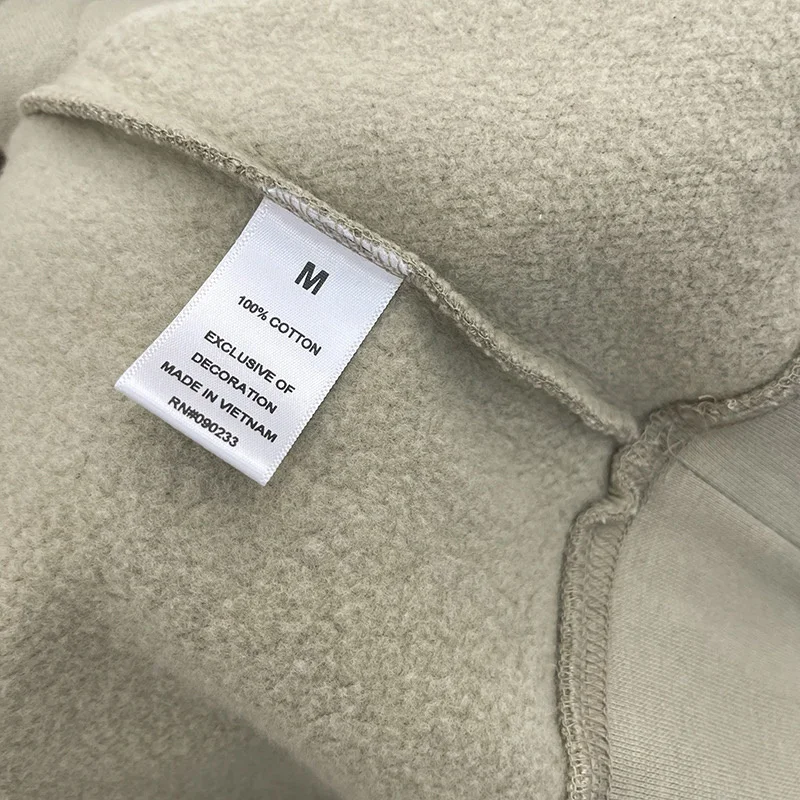 M
100% COTTON
EXCLUSIVE OF
DECORATION
MADE IN VIETNAM
RN#090233